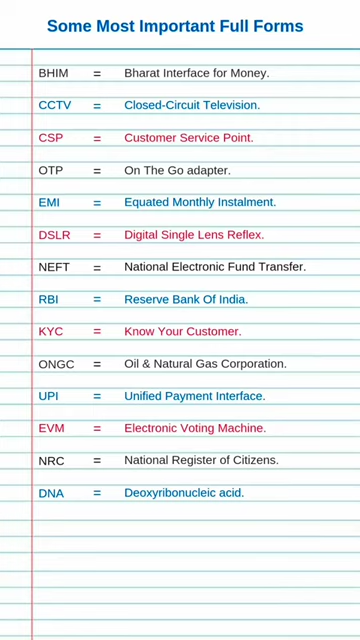 Some Most Important Full Forms
BHIM = Bharat Interface for Money.
CCTV = Closed-Circuit Television.
CSP = Customer Service Point.
OTP = On The Go adapter.
EMI = Equated Monthly Instalment.
DSLR = Digital Single Lens Reflex.
NEFT = National Electronic Fund Transfer.
RBI = Reserve Bank Of India.
KYC = Know Your Customer.
ONGC = Oil & Natural Gas Corporation.
UPI = Unified Payment Interface.
EVM = Electronic Voting Machine.
NRC = National Register of Citizens.
DNA = Deoxyribonucleic acid.